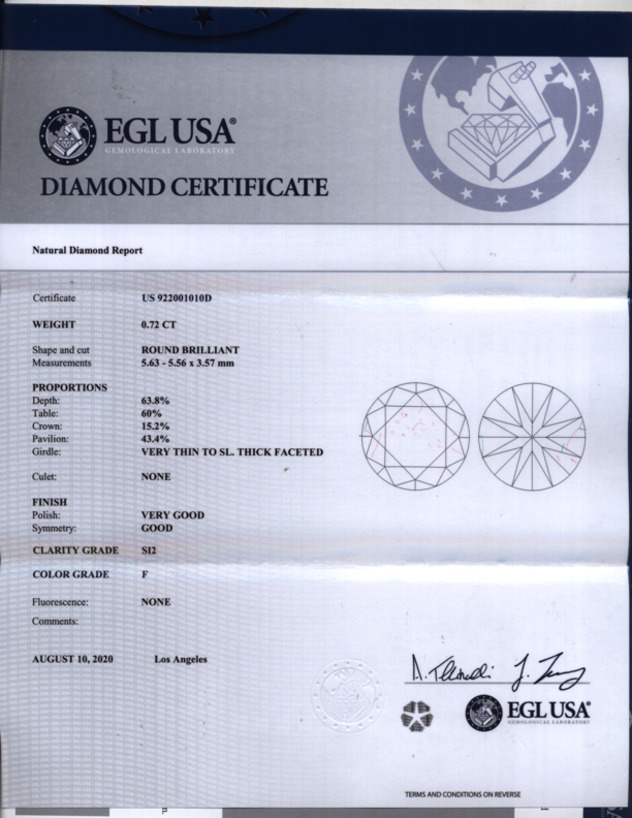 EGL USA®
GEMOLOGICAL LABORATORY
DIAMOND CERTIFICATE
Natural Diamond Report
Certificate US 922001010D
WEIGHT 0.72 CT
Shape and cut ROUND BRILLIANT
Measurements 5.63 - 5.56 x 3.57 mm
PROPORTIONS
Depth: 63.8%
Table: 60%
Crown: 15.2%
Pavilion: 43.4%
Girdle: VERY THIN TO SL. THICK FACETED
Culet: NONE
FINISH
Polish: VERY GOOD
Symmetry: GOOD
CLARITY GRADE SI2
COLOR GRADE F
Fluorescence: NONE
Comments:
AUGUST 10, 2020 Los Angeles
EGL USA®
GEMOLOGICAL LABORATORY
TERMS AND CONDITIONS ON REVERSE